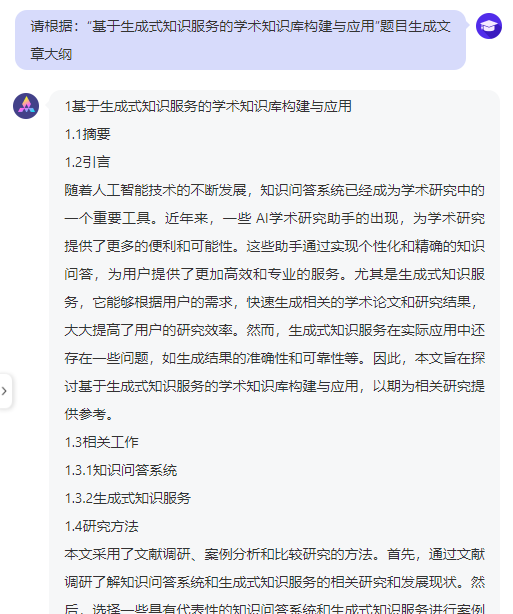 请根据：“基于生成式知识服务的学术知识库构建与应用”题目生成文
章大纲
1基于生成式知识服务的学术知识库构建与应用
1.1摘要
1.2引言
随着人工智能技术的不断发展，知识问答系统已经成为学术研究中的
一个重要工具。近年来，一些 AI学术研究助手的出现，为学术研究
提供了更多的便利和可能性。这些助手通过实现个性化和精确的知识
问答，为用户提供了更加高效和专业的服务。尤其是生成式知识服
务，它能够根据用户的需求，快速生成相关的学术论文和研究结果，
大大提高了用户的研究效率。然而，生成式知识服务在实际应用中还
存在一些问题，如生成结果的准确性和可靠性等。因此，本文旨在探
讨基于生成式知识服务的学术知识库构建与应用，以期为相关研究提
供参考。
1.3相关工作
1.3.1知识问答系统
1.3.2生成式知识服务
1.4研究方法
本文采用了文献调研、案例分析和比较研究的方法。首先，通过文献
调研了解知识问答系统和生成式知识服务的相关研究和发展现状。然
后，选择一些具有代表性的知识问答系统和生成式知识服务进行案例